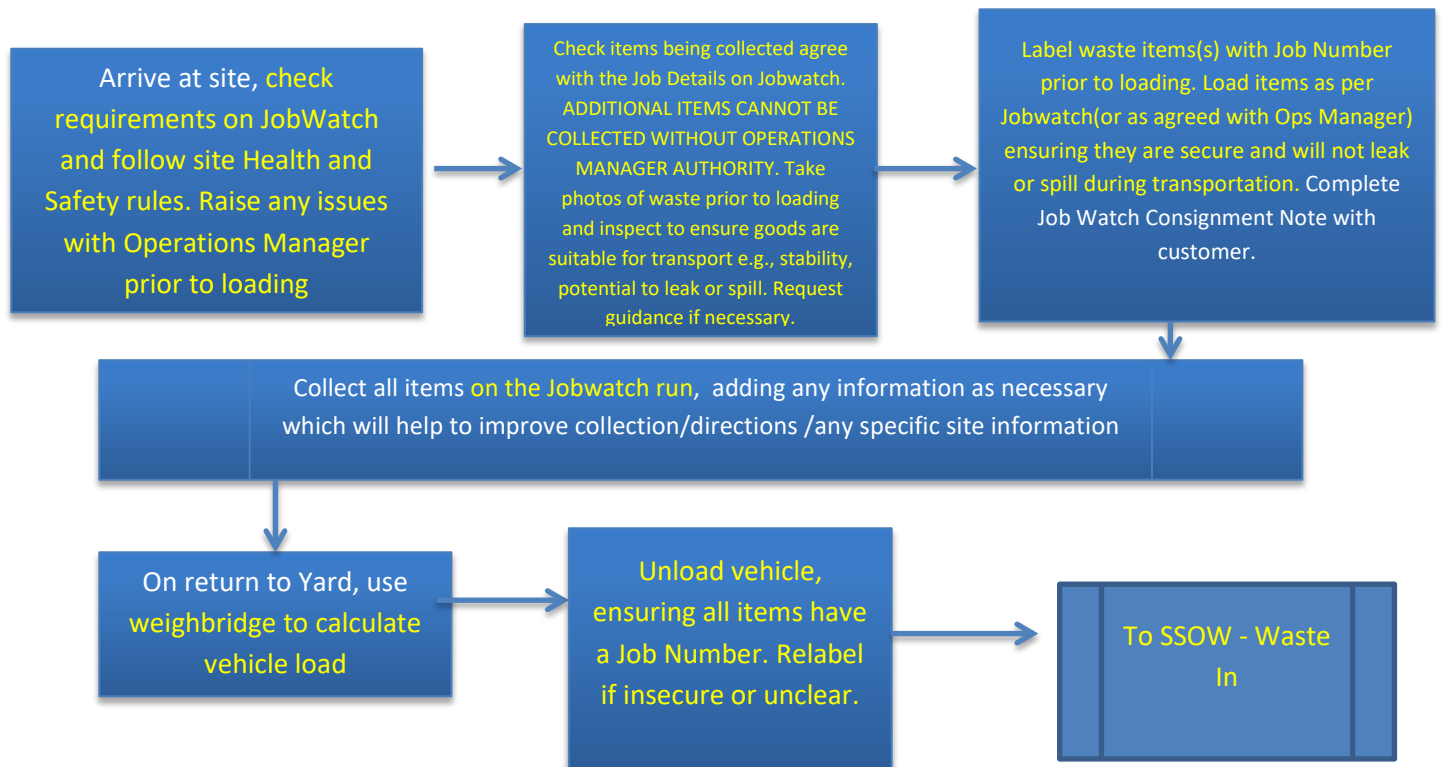 Arrive at site, check
requirements on JobWatch
and follow site Health and
Safety rules. Raise any issues
with Operations Manager
prior to loading
Check items being collected agree
with the Job Details on Jobwatch.
ADDITIONAL ITEMS CANNOT BE
COLLECTED WITHOUT OPERATIONS
MANAGER AUTHORITY. Take
photos of waste prior to loading
and inspect to ensure goods are
suitable for transport e.g., stability,
potential to leak or spill. Request
guidance if necessary.
Label waste items(s) with Job Number
prior to loading. Load items as per
Jobwatch(or as agreed with Ops Manager)
ensuring they are secure and will not leak
or spill during transportation. Complete
Job Watch Consignment Note with
customer.
Collect all items on the Jobwatch run, adding any information as necessary
which will help to improve collection/directions /any specific site information
On return to Yard, use
weighbridge to calculate
vehicle load
Unload vehicle,
ensuring all items have
a Job Number. Relabel
if insecure or unclear.
To SSOW - Waste
In